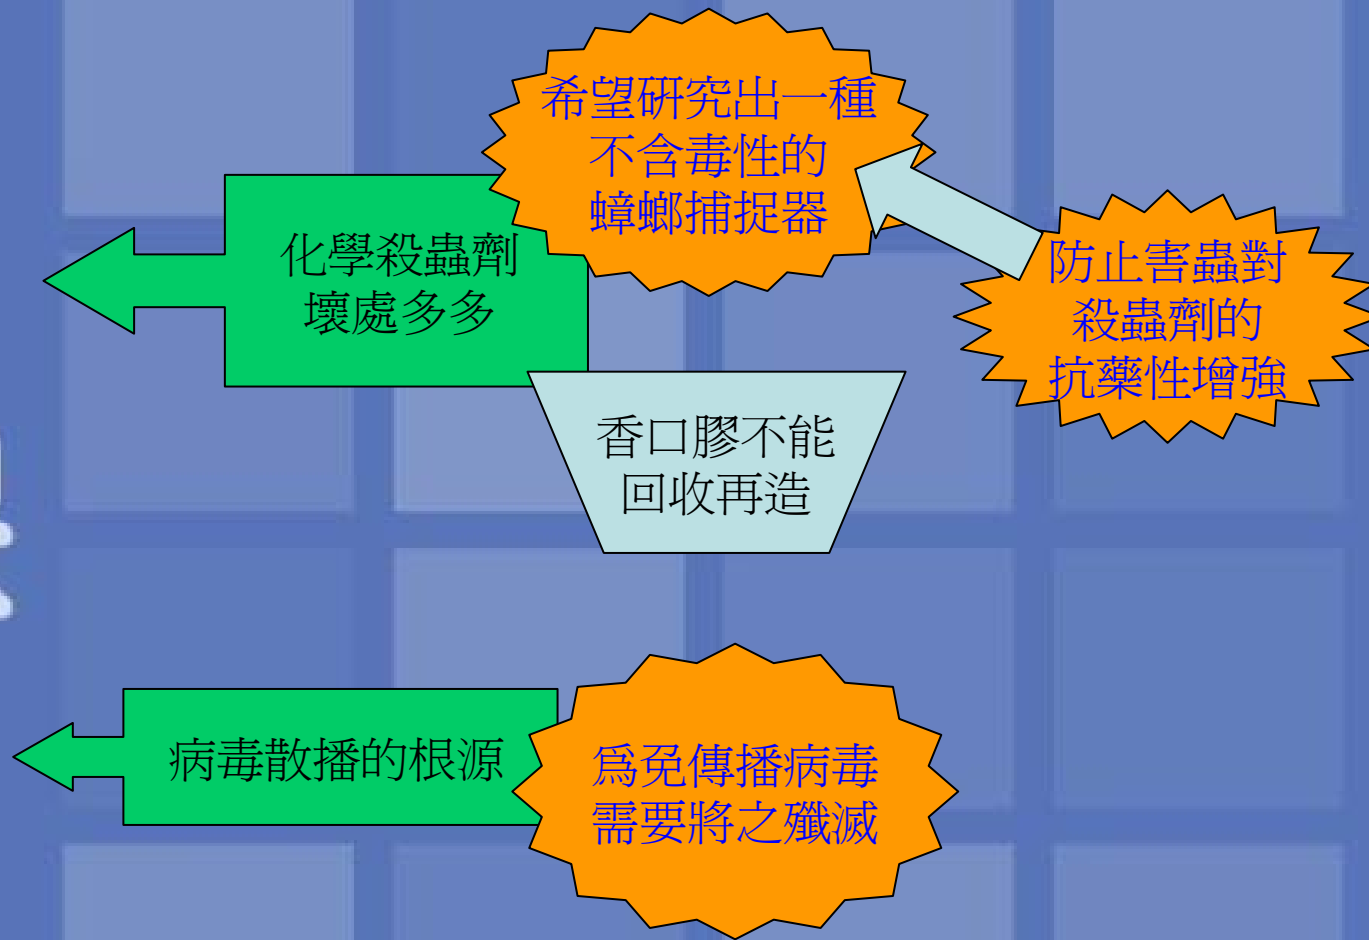 希望研究出一種
不含毒性的
蟑螂捕捉器
化學殺蟲劑
壞處多多
防止害蟲對
殺蟲劑的
抗藥性增強
香口膠不能
回收再造
病毒散播的根源
爲免傳播病毒
需要將之殲滅